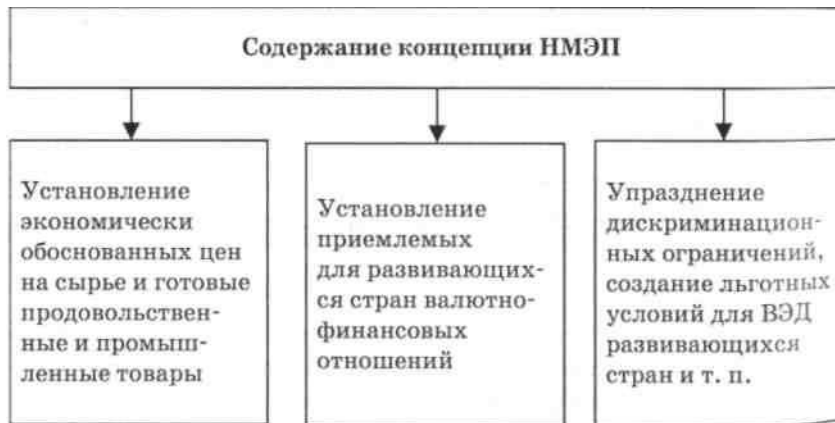 Содержание концепции НМЭП
Установление
экономически
обоснованных цен
на сырье и готовые
продовольствен-
ные и промыш-
ленные товары
Установление
приемлемых
для развивающих-
ся стран валютно-
финансовых
отношений
Упразднение
дискриминацион-
ных ограничений,
создание льготных
условий для ВЭД
развивающихся
стран и т. п.